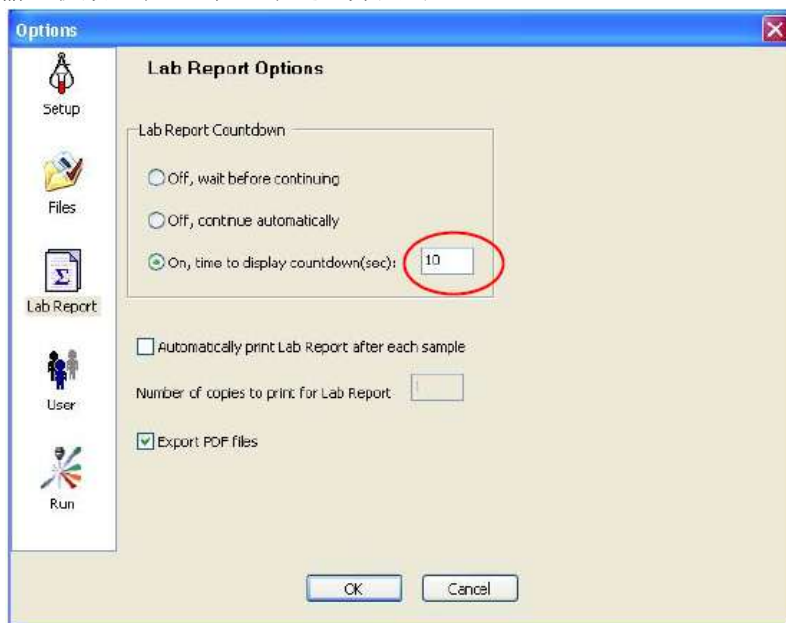 Options
Setup
Files
Lab Report
User
Run
Lab Report Options
Lab Report Countdown
Off, wait before continuing
Off, continue automatically
On, time to display countdown(sec):
10
Automatically print Lab Report after each sample
Number of copies to print for Lab Report
Export PDF files
OK
Cancel